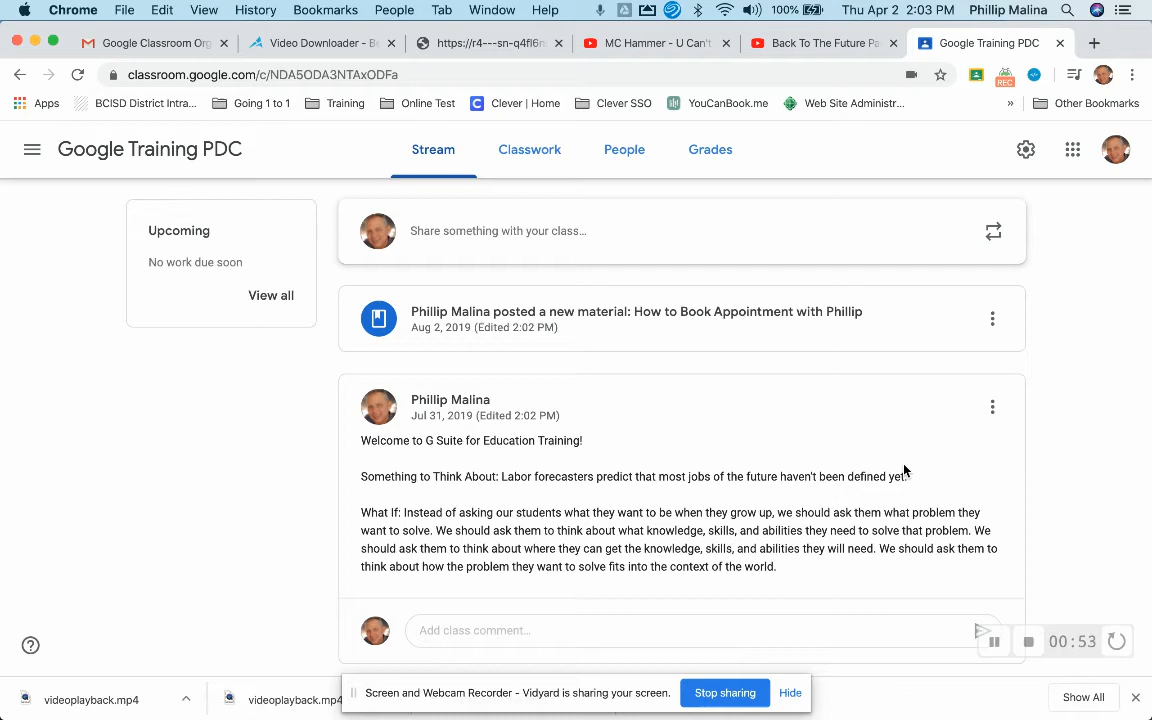 Chrome File Edit View History Bookmarks People Tab Window Help 100% Thu Apr 2 2:03 PM Phillip Malina
Google Classroom Org Video Downloader - Be https://r4---sn-q4fl6n MC Hammer - U Can't Back To The Future Pa Google Training PDC
classroom.google.com/c/NDA5ODA3NTAxODFa REC
Apps BCISD District Intra... Going 1 to 1 Training Online Test Clever | Home Clever SSO YouCanBook.me Web Site Administr... » Other Bookmarks
Google Training PDC Stream Classwork People Grades
Upcoming
No work due soon
View all
Share something with your class...
Phillip Malina posted a new material: How to Book Appointment with Phillip
Aug 2, 2019 (Edited 2:02 PM)
Phillip Malina
Jul 31, 2019 (Edited 2:02 PM)
Welcome to G Suite for Education Training!
Something to Think About: Labor forecasters predict that most jobs of the future haven't been defined yet.
What If: Instead of asking our students what they want to be when they grow up, we should ask them what problem they
want to solve. We should ask them to think about what knowledge, skills, and abilities they need to solve that problem. We
should ask them to think about where they can get the knowledge, skills, and abilities they will need. We should ask them to
think about how the problem they want to solve fits into the context of the world.
Add class comment...
00:53
videoplayback.mp4 videoplayback.mp4 Screen and Webcam Recorder - Vidyard is sharing your screen. Stop sharing Hide Show All